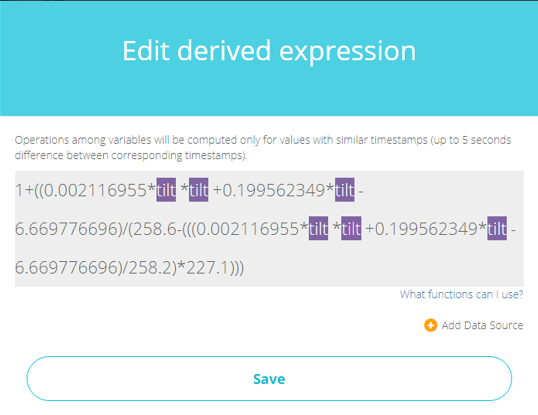 Edit derived expression
Operations among variables will be computed only for values with similar timestamps (up to 5 seconds
difference between corresponding timestamps).
1+((0.002116955*tilt *tilt +0.199562349*tilt -
6.669776696)/(258.6-(((0.002116955*tilt *tilt +0.199562349*tilt -
6.669776696)/258.2)*227.1)))
What functions can I use?
Add Data Source
Save